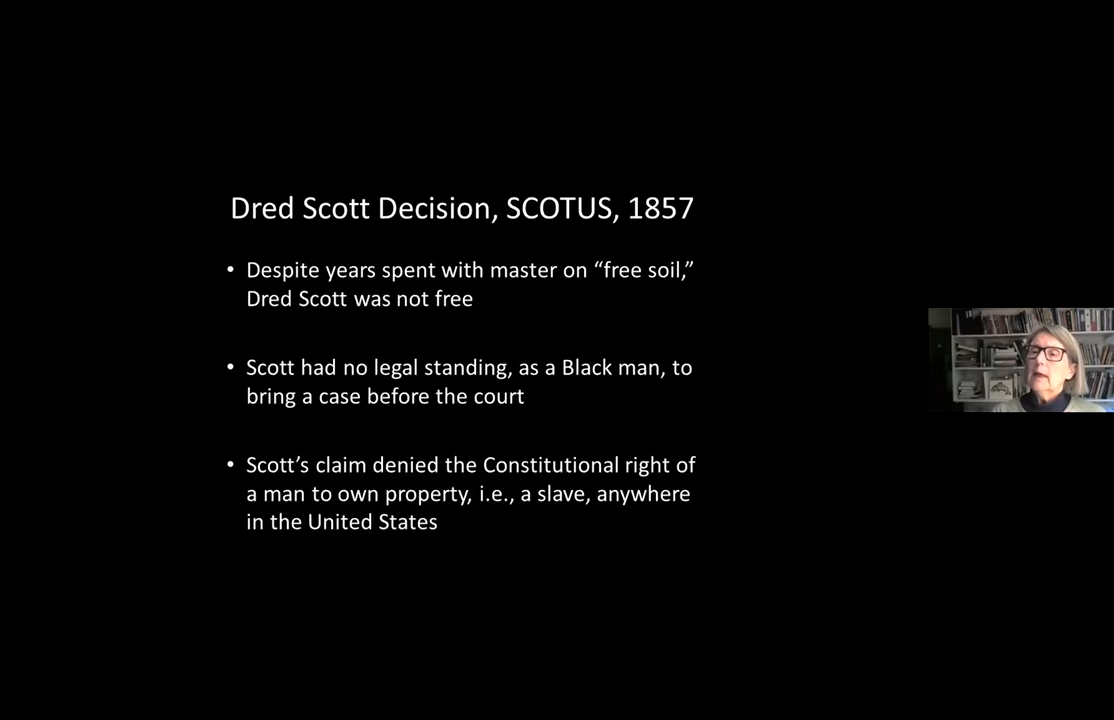 Dred Scott Decision, SCOTUS, 1857
• Despite years spent with master on “free soil,”
Dred Scott was not free
• Scott had no legal standing, as a Black man, to
bring a case before the court
• Scott’s claim denied the Constitutional right of
a man to own property, i.e., a slave, anywhere
in the United States